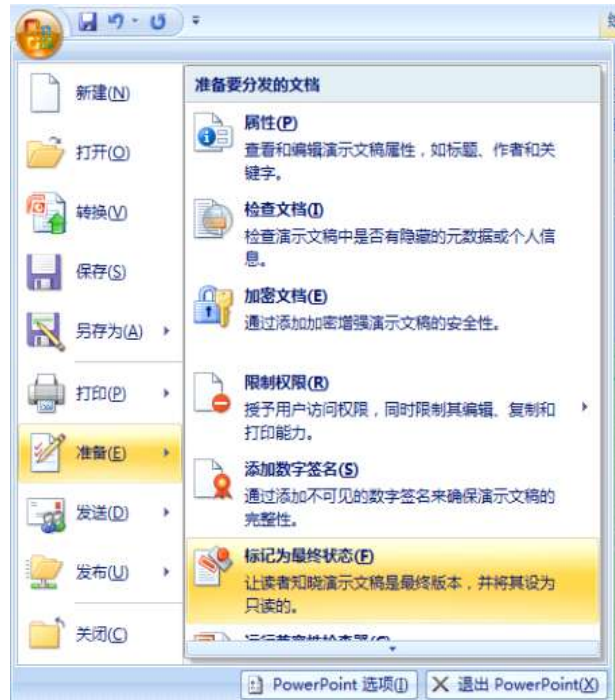 新建(N)
打开(O)
转换(V)
保存(S)
另存为(A)
打印(P)
准备(E)
发送(D)
发布(U)
关闭(C)
准备要分发的文档
属性(P)
查看和编辑演示文稿属性，如标题、作者和关
键字。
检查文档(I)
检查演示文稿中是否有隐藏的元数据或个人信
息。
加密文档(E)
通过添加加密增强演示文稿的安全性。
限制权限(R)
授予用户访问权限，同时限制其编辑、复制和
打印能力。
添加数字签名(S)
通过添加不可见的数字签名来确保演示文稿的
完整性。
标记为最终状态(F)
让读者知晓演示文稿是最终版本，并将其设为
只读的。
运行兼容性检查器(C)
PowerPoint 选项(I)
退出 PowerPoint(X)